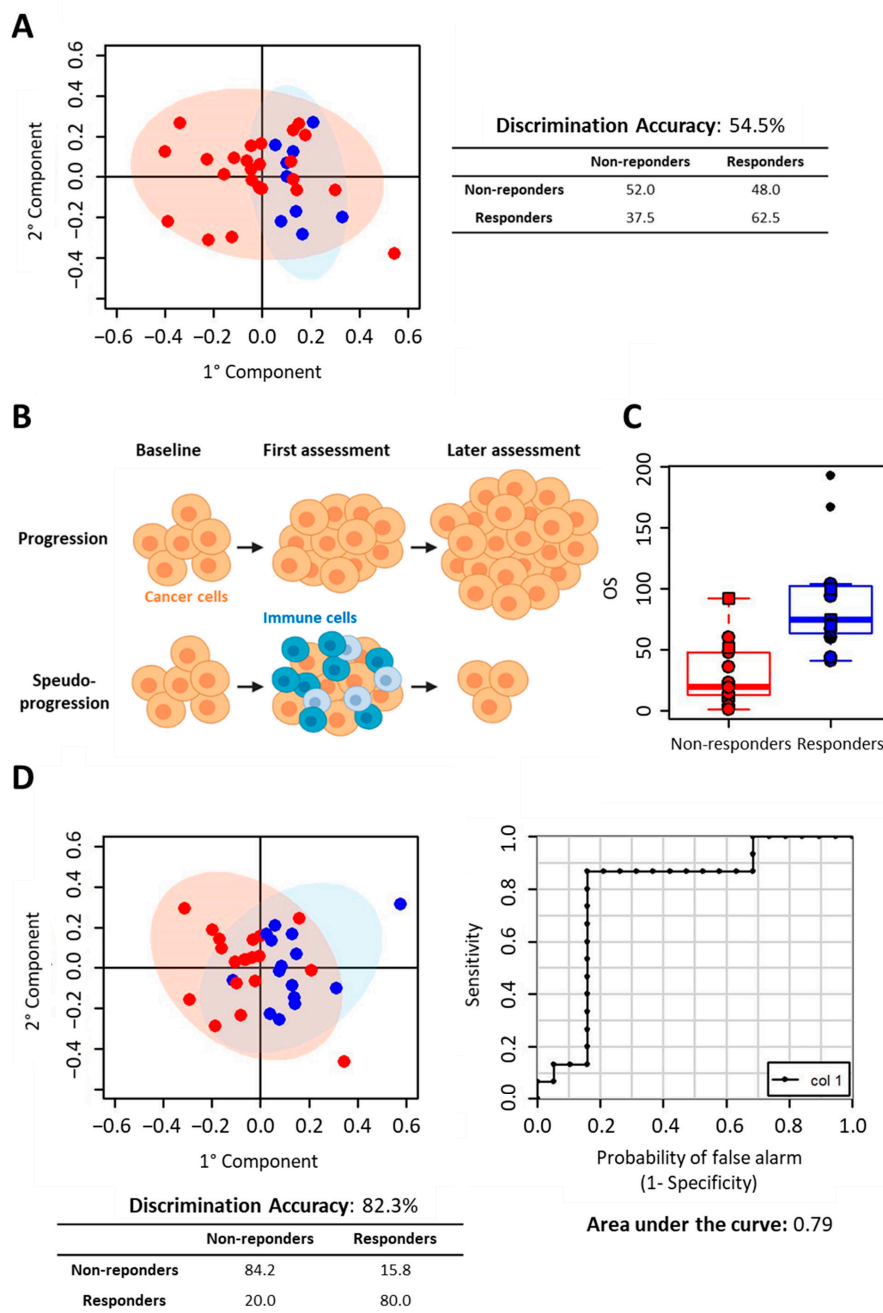 A
0.6
0.4
0.2
0.0
−0.2
−0.4
2° Component
−0.6 −0.4 −0.2 0.0 0.2 0.4 0.6
1° Component
Discrimination Accuracy: 54.5%
Non-reponders Responders
Non-reponders 52.0 48.0
Responders 37.5 62.5
B
Baseline First assessment Later assessment
Progression
Cancer cells
Immune cells
Speudo-
progression
C
200
150
100
50
0
OS
Non-responders Responders
D
0.6
0.4
0.2
0.0
−0.2
−0.4
2° Component
−0.6 −0.4 −0.2 0.0 0.2 0.4 0.6
1° Component
Discrimination Accuracy: 82.3%
Non-reponders Responders
Non-reponders 84.2 15.8
Responders 20.0 80.0
1.0
0.8
0.6
0.4
0.2
0.0
Sensitivity
col 1
0.0 0.2 0.4 0.6 0.8 1.0
Probability of false alarm
(1- Specificity)
Area under the curve: 0.79